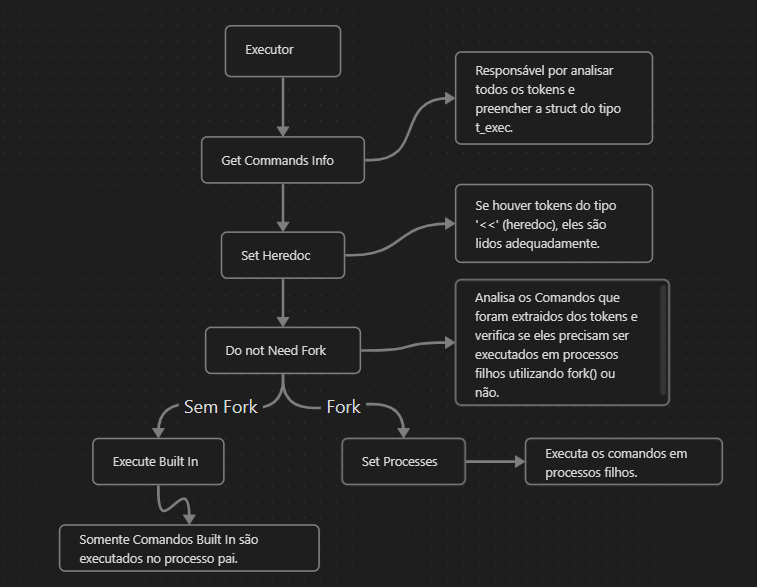 Executor
Responsável por analisar
todos os tokens e
preencher a struct do tipo
t_exec.
Get Commands Info
Se houver tokens do tipo
'<<' (heredoc), eles são
lidos adequadamente.
Set Heredoc
Analisa os Comandos que
foram extraidos dos tokens e
verifica se eles precisam ser
executados em processos
filhos utilizando fork() ou
não.
Do not Need Fork
Sem Fork
Fork
Execute Built In
Set Processes
Executa os comandos em
processos filhos.
Somente Comandos Built In são
executados no processo pai.